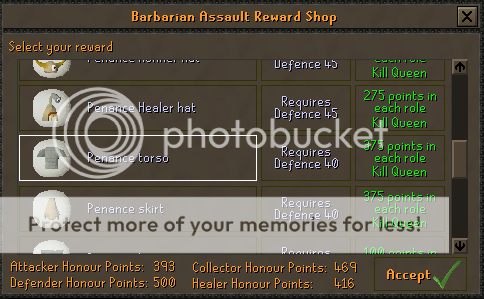 Barbarian Assault Reward Shop
Select your reward
Defence 45
each role
Kill Queen
Penance Healer hat
Requires
Defence 45
275 points in
each role
Kill Queen
photobucket
Penance torso
Requires
Defence 40
375 points in
each role
Kill Queen
Penance skirt
Requires
Defence 40
375 points in
each role
Protect more of your memories for less!
100 points in
Attacker Honour Points: 393
Collector Honour Points: 469
Defender Honour Points: 500
Healer Honour Points: 416
Accept